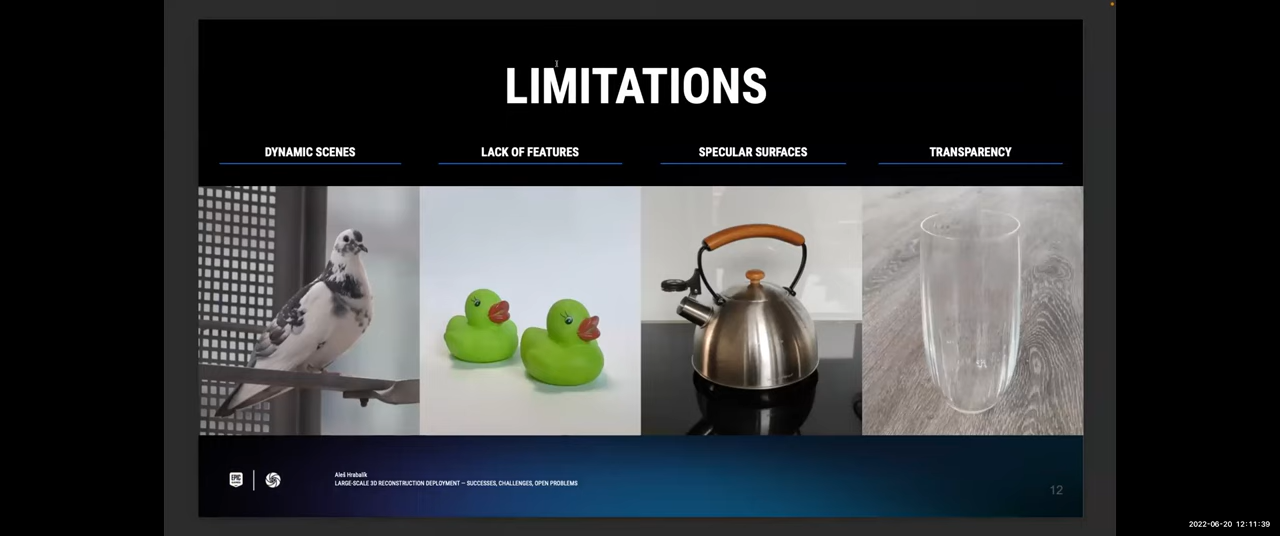 LIMITATIONS
DYNAMIC SCENES
LACK OF FEATURES
SPECULAR SURFACES
TRANSPARENCY
EPIC
Aleš Hrabalík
LARGE-SCALE 3D RECONSTRUCTION DEPLOYMENT — SUCCESSES, CHALLENGES, OPEN PROBLEMS
12
2022-06-20 12:11:39